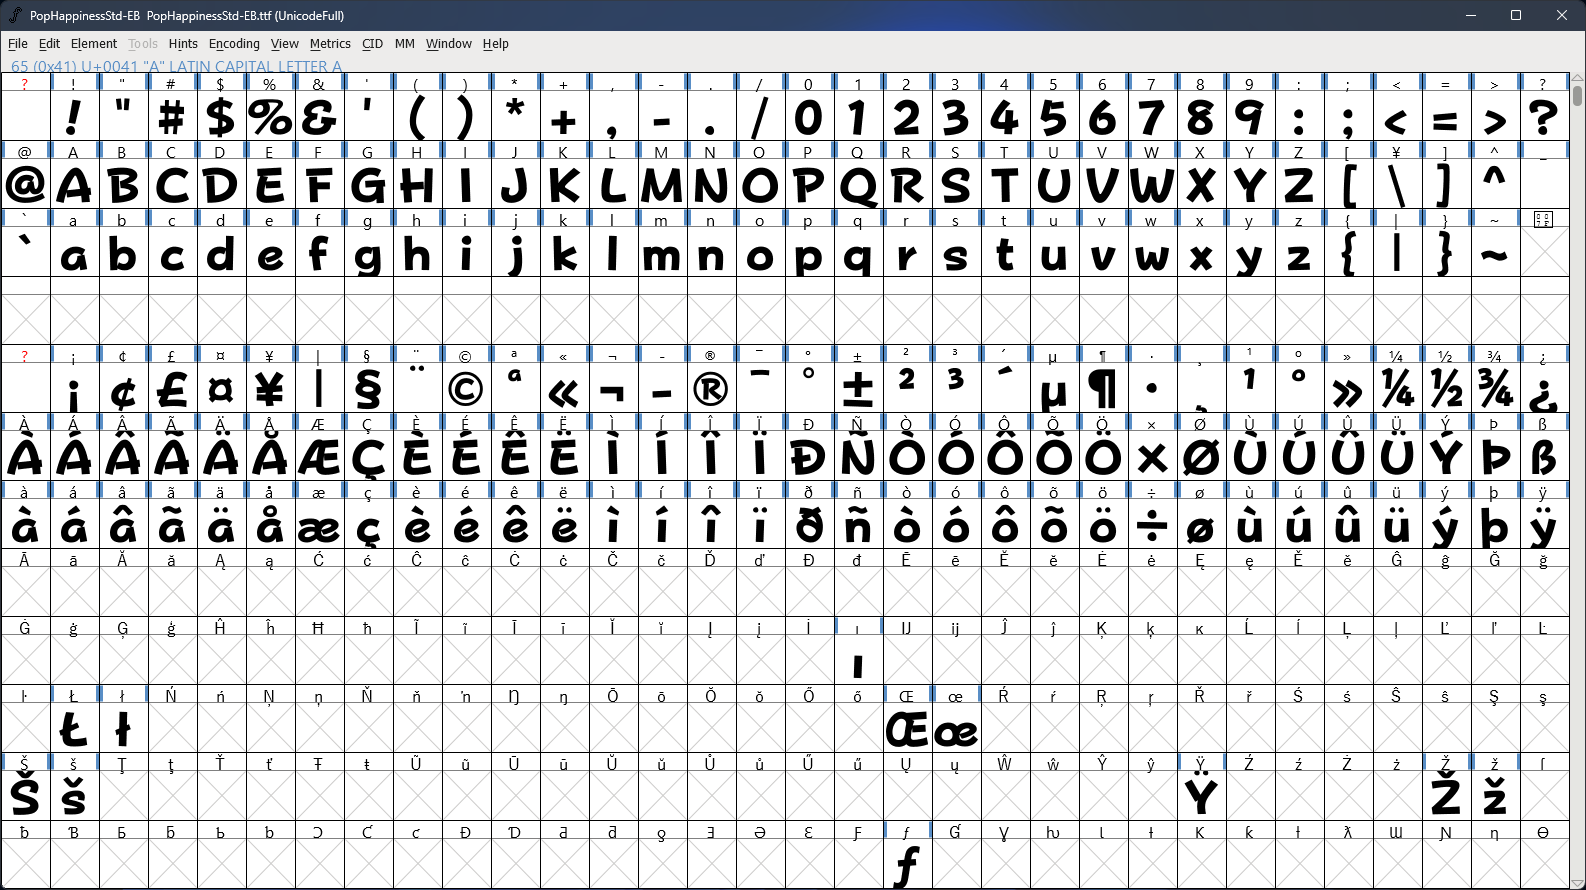 PopHappinessStd-EB PopHappinessStd-EB.ttf (UnicodeFull)
File Edit Element Tools Hints Encoding View Metrics CID MM Window Help
65 (0x41) U+0041 "A" LATIN CAPITAL LETTER A
? ! " # $ % & ' ( ) * + , - . / 0 1 2 3 4 5 6 7 8 9 : ; < = > ?
! " # $ % & ' ( ) * + , - . / 0 1 2 3 4 5 6 7 8 9 : ; < = > ?
@ A B C D E F G H I J K L M N O P Q R S T U V W X Y Z [ ¥ ] ^ _
@ A B C D E F G H I J K L M N O P Q R S T U V W X Y Z [ \ ] ^
` a b c d e f g h i j k l m n o p q r s t u v w x y z { | } ~
` a b c d e f g h i j k l m n o p q r s t u v w x y z { | } ~
? ¡ ¢ £ ¤ ¥ | § ¨ © ª « ¬ - ® ¯ ° ± ² ³ ´ µ ¶ · ¸ ¹ º » ¼ ½ ¾ ¿
¡ ¢ £ ¤ ¥ | § ¨ © ª « ¬ - ® ¯ ° ± ² ³ ´ µ ¶ · ¸ ¹ º » ¼ ½ ¾ ¿
À Á Â Ã Ä Å Æ Ç È É Ê Ë Ì Í Î Ï Ð Ñ Ò Ó Ô Õ Ö × Ø Ù Ú Û Ü Ý Þ ß
À Á Â Ã Ä Å Æ Ç È É Ê Ë Ì Í Î Ï Ð Ñ Ò Ó Ô Õ Ö × Ø Ù Ú Û Ü Ý Þ ß
à á â ã ä å æ ç è é ê ë ì í î ï ð ñ ò ó ô õ ö ÷ ø ù ú û ü ý þ ÿ
à á â ã ä å æ ç è é ê ë ì í î ï ð ñ ò ó ô õ ö ÷ ø ù ú û ü ý þ ÿ
Ā ā Ă ă Ą ą Ć ć Ĉ ĉ Ċ ċ Č č Ď ď Đ đ Ē ē Ĕ ĕ Ė ė Ę ę Ě ě Ĝ ĝ Ğ ğ
Ġ ġ Ģ ģ Ĥ ĥ Ħ ħ Ĩ ĩ Ī ī Ĭ ĭ Į į İ ı Ĳ ĳ Ĵ ĵ Ķ ķ ĸ Ĺ ĺ Ļ ļ Ľ ľ Ŀ
ı
ŀ Ł ł Ń ń Ņ ņ Ň ň ŉ Ŋ ŋ Ō ō Ŏ ŏ Ő ő Œ œ Ŕ ŕ Ŗ ŗ Ř ř Ś ś Ŝ ŝ Ş ş
Ł ł Œ œ
Š š Ţ ţ Ť ť Ŧ ŧ Ũ ũ Ū ū Ŭ ŭ Ů ů Ű ű Ų ų Ŵ ŵ Ŷ ŷ Ÿ Ź ź Ż ż Ž ž ſ
Š š Ÿ Ž ž
ƀ Ɓ Ƃ ƃ Ƅ ƅ Ɔ Ƈ ƈ Ɖ Ɗ Ƌ ƌ ƍ Ǝ Ə Ɛ Ƒ ƒ Ɠ Ɣ ƕ Ɩ Ɨ Ƙ ƙ ƚ ƛ Ɯ Ɲ ƞ Ɵ
ƒ